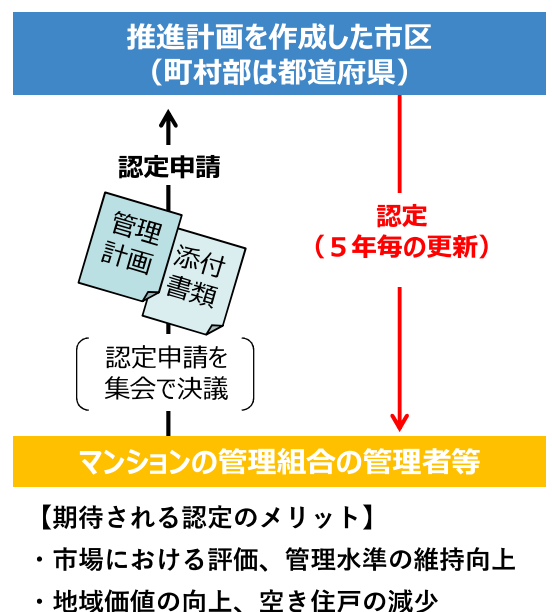 推進計画を作成した市区
（町村部は都道府県）
認定申請
管理
計画
添付
書類
認定申請を
集会で決議
認定
（５年毎の更新）
マンションの管理組合の管理者等
【期待される認定のメリット】
・市場における評価、管理水準の維持向上
・地域価値の向上、空き住戸の減少